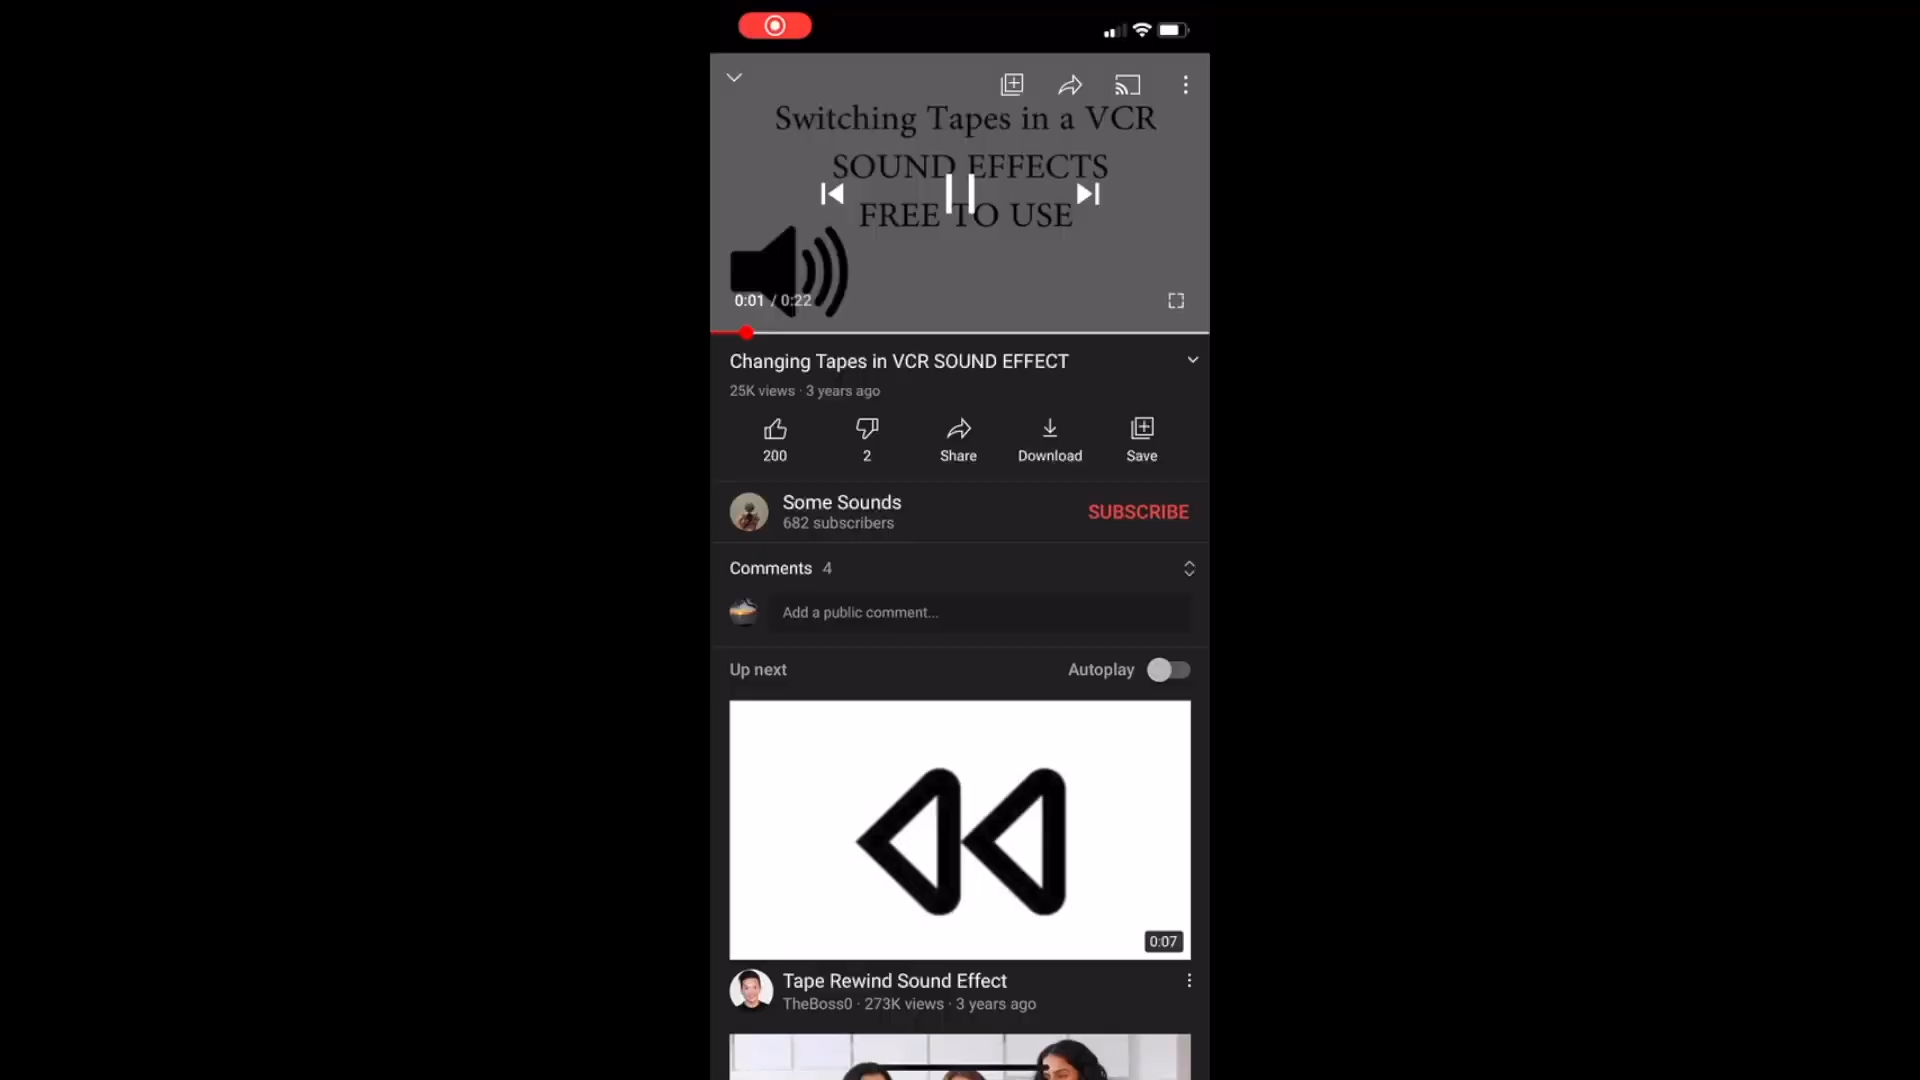 Switching Tapes in a VCR
SOUND EFFECTS
FREE TO USE
0:01 / 0:22
Changing Tapes in VCR SOUND EFFECT
25K views · 3 years ago
200
2
Share
Download
Save
Some Sounds
682 subscribers
SUBSCRIBE
Comments 4
Add a public comment...
Up next
Autoplay
0:07
Tape Rewind Sound Effect
TheBoss0 · 273K views · 3 years ago